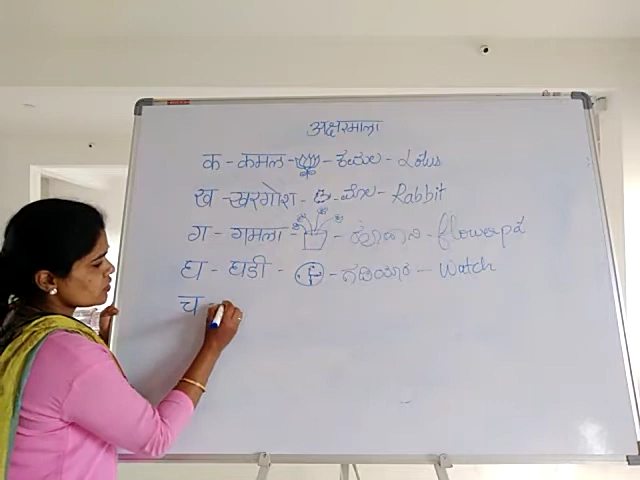 अक्षरमाला
क - कमल - - ಕಮಲ - Lotus
ख - खरगोश - - ಮೊಲ - Rabbit
ग - गमला - - ಹೂದಾನಿ - flowerpot
घ - घडी - - ಗಡಿಯಾರ - Watch
च -